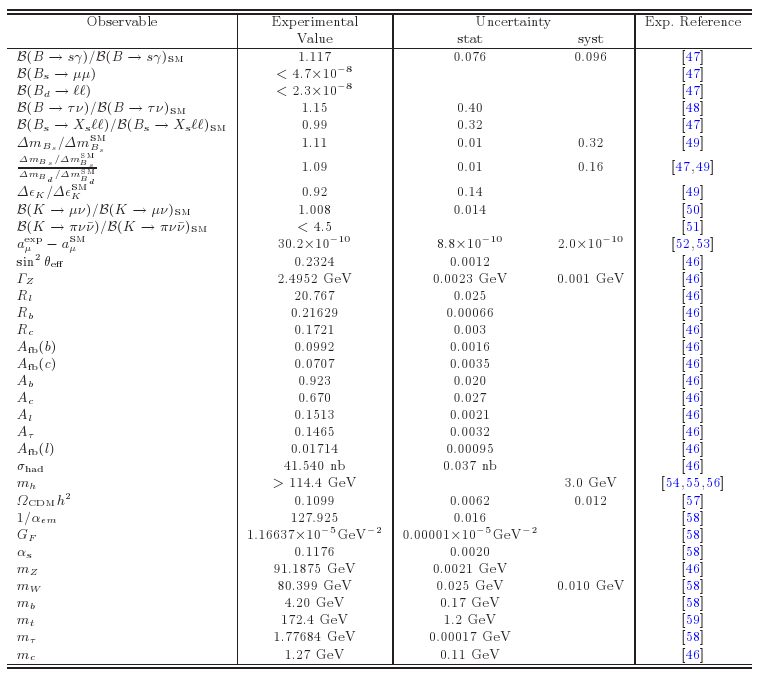 Observable Experimental Uncertainty Exp. Reference
Value stat syst
B(B → sγ)/B(B → sγ)SM 1.117 0.076 0.096 [47]
B(Bs → μμ) < 4.7×10⁻⁸ [47]
B(Bd → ℓℓ) < 2.3×10⁻⁸ [47]
B(B → τν)/B(B → τν)SM 1.15 0.40 [48]
B(Bs → Xsℓℓ)/B(Bs → Xsℓℓ)SM 0.99 0.32 [47]
ΔmBs/ΔmBs^SM 1.11 0.01 0.32 [49]
(ΔmBs/ΔmBs^SM)/(ΔmBd/ΔmBd^SM) 1.09 0.01 0.16 [47,49]
ΔϵK/ΔϵK^SM 0.92 0.14 [49]
B(K → μν)/B(K → μν)SM 1.008 0.014 [50]
B(K → πνν̄)/B(K → πνν̄)SM < 4.5 [51]
aμ^exp − aμ^SM 30.2×10⁻¹⁰ 8.8×10⁻¹⁰ 2.0×10⁻¹⁰ [52,53]
sin² θeff 0.2324 0.0012 [46]
ΓZ 2.4952 GeV 0.0023 GeV 0.001 GeV [46]
Rl 20.767 0.025 [46]
Rb 0.21629 0.00066 [46]
Rc 0.1721 0.003 [46]
Afb(b) 0.0992 0.0016 [46]
Afb(c) 0.0707 0.0035 [46]
Ab 0.923 0.020 [46]
Ac 0.670 0.027 [46]
Al 0.1513 0.0021 [46]
Aτ 0.1465 0.0032 [46]
Afb(l) 0.01714 0.00095 [46]
σhad 41.540 nb 0.037 nb [46]
mh > 114.4 GeV 3.0 GeV [54,55,56]
ΩCDMh² 0.1099 0.0062 0.012 [57]
1/αem 127.925 0.016 [58]
GF 1.16637×10⁻⁵GeV⁻² 0.00001×10⁻⁵GeV⁻² [58]
αs 0.1176 0.0020 [58]
mZ 91.1875 GeV 0.0021 GeV [46]
mW 80.399 GeV 0.025 GeV 0.010 GeV [58]
mb 4.20 GeV 0.17 GeV [58]
mt 172.4 GeV 1.2 GeV [59]
mτ 1.77684 GeV 0.00017 GeV [58]
mc 1.27 GeV 0.11 GeV [46]